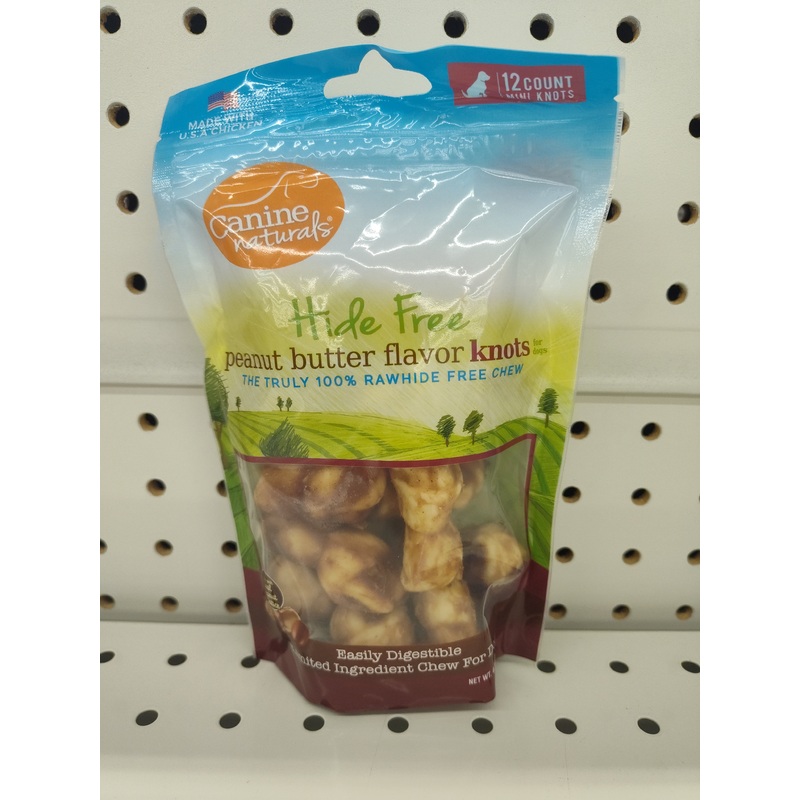 12 COUNT
MINI KNOTS
MADE WITH
U.S.A CHICKEN
Canine
naturals®
Hide Free
peanut butter flavor knots for
dogs
THE TRULY 100% RAWHIDE FREE CHEW
Easily Digestible
Ingredient Chew For
NET WT.